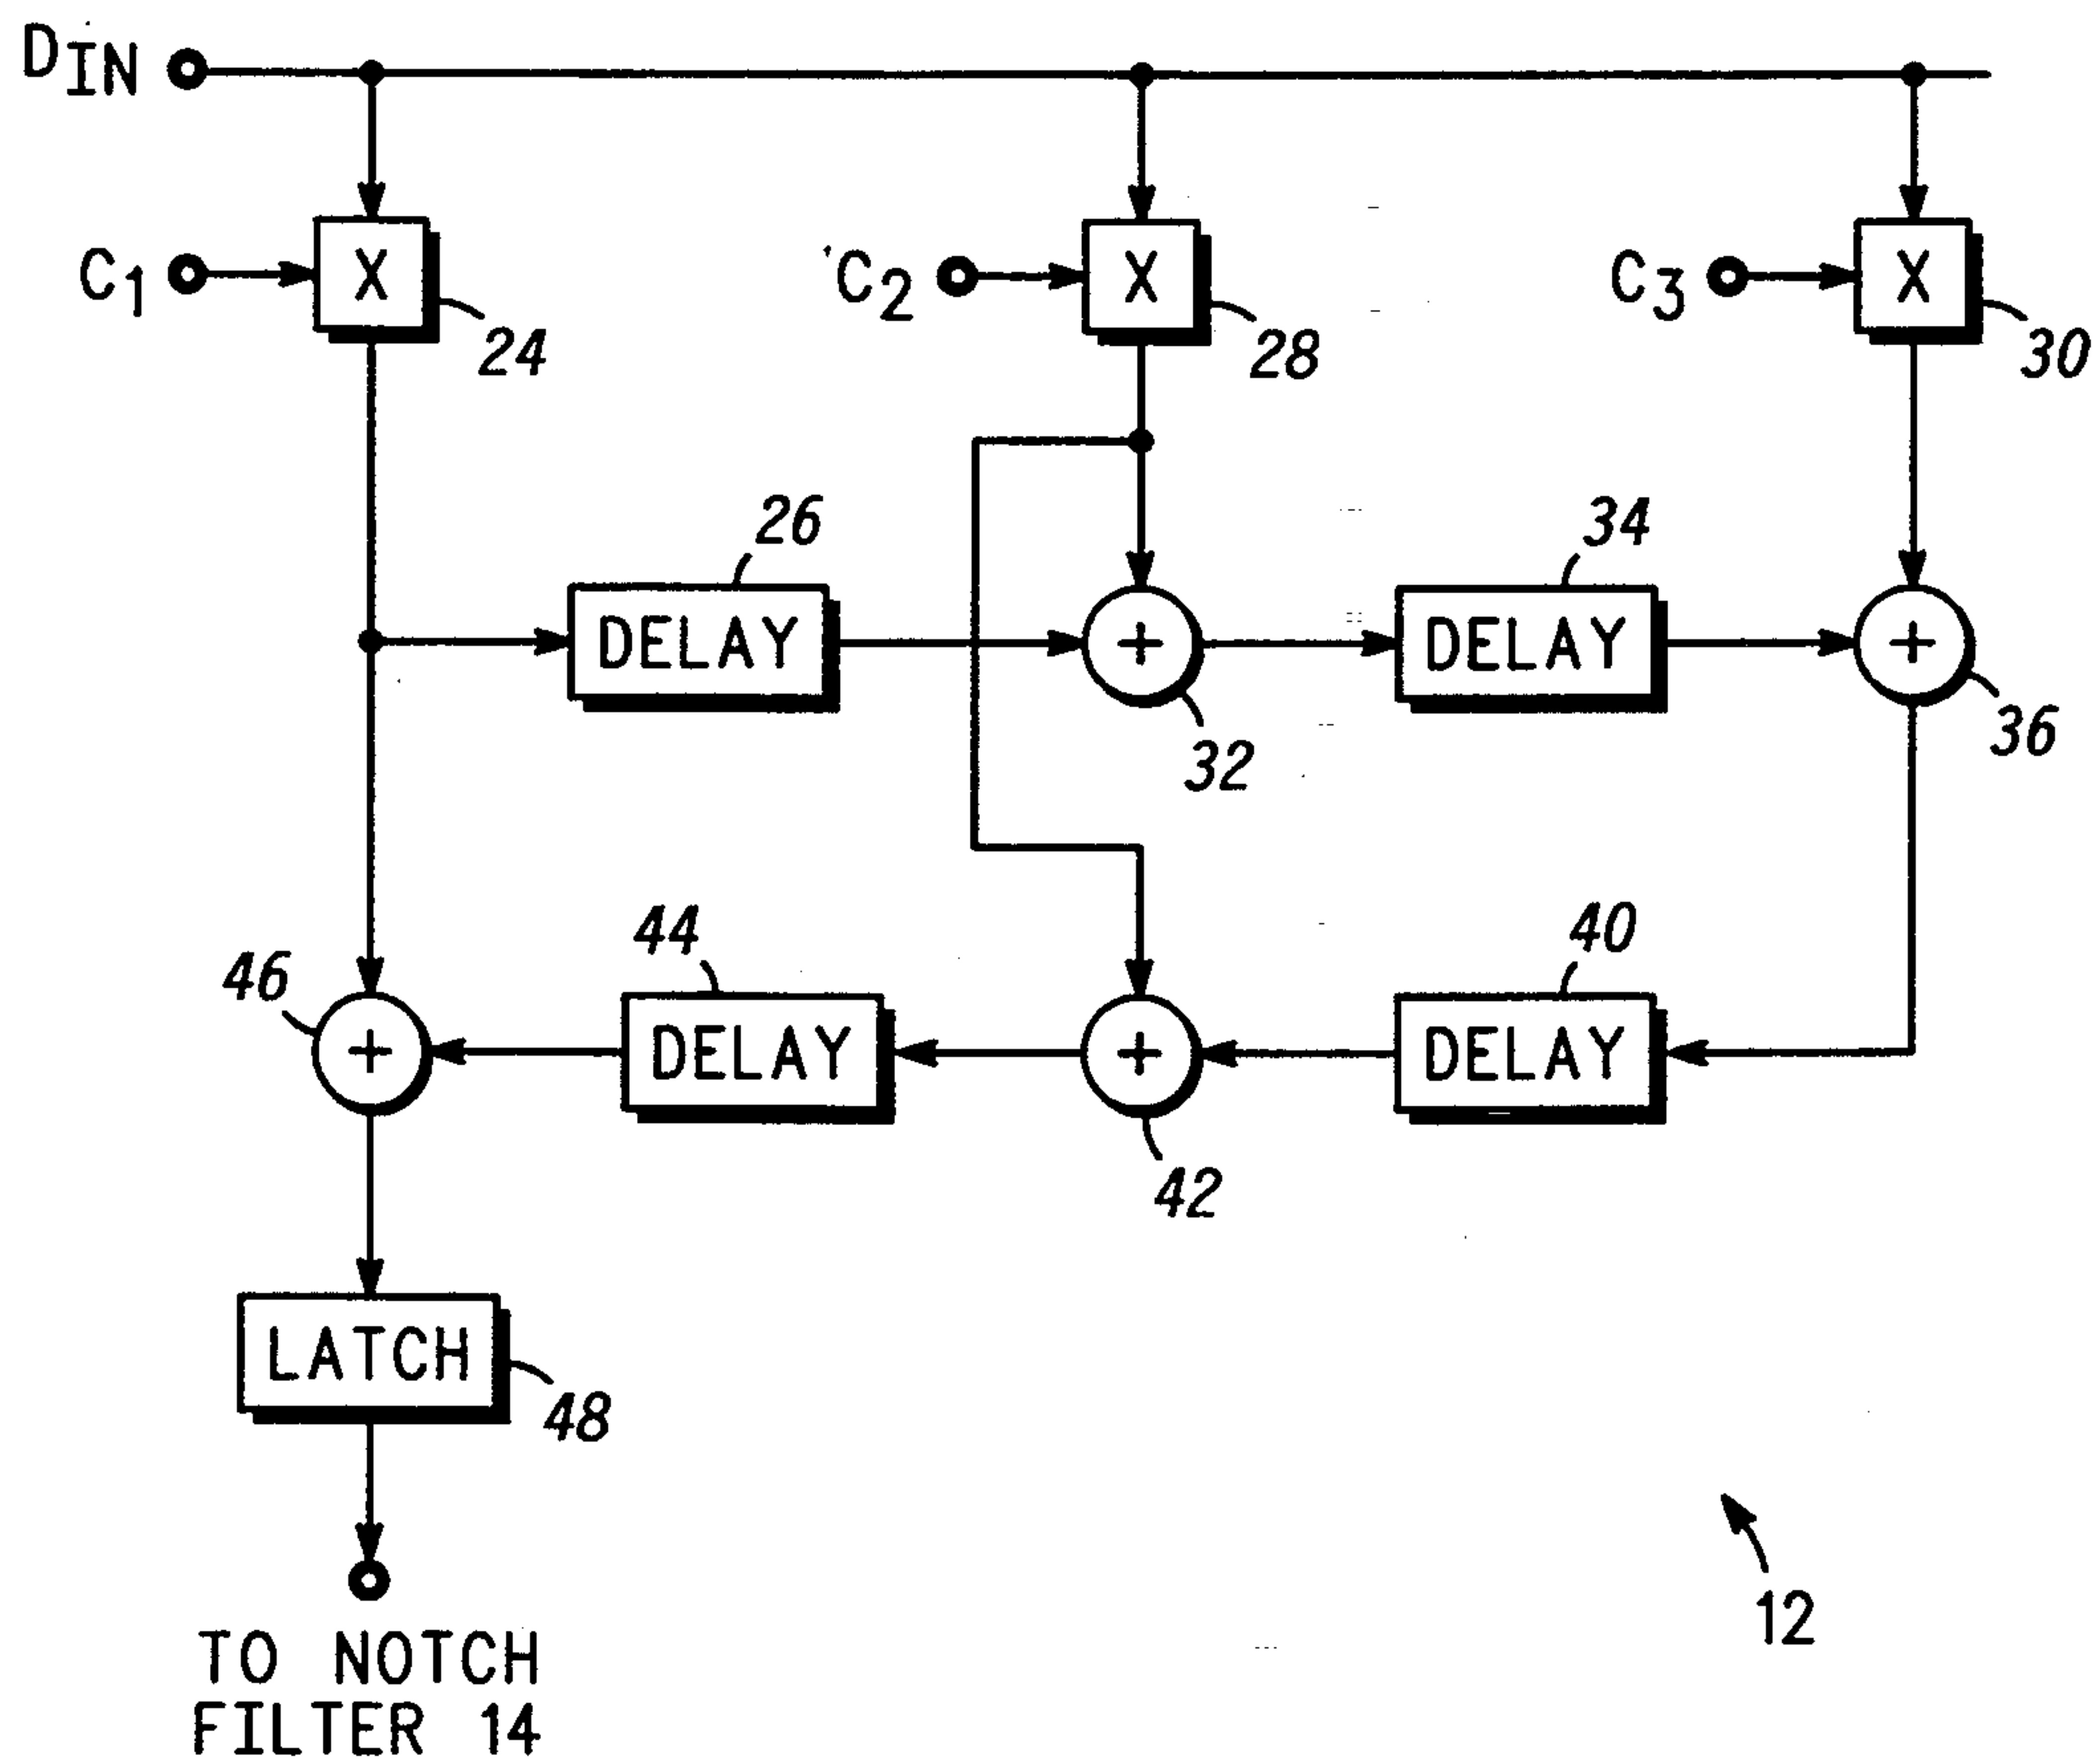 DIN
C1
X
24
C2
X
28
C3
X
30
26
DELAY
+
32
34
DELAY
+
36
46
+
44
DELAY
+
42
40
DELAY
LATCH
48
12
TO NOTCH
FILTER 14